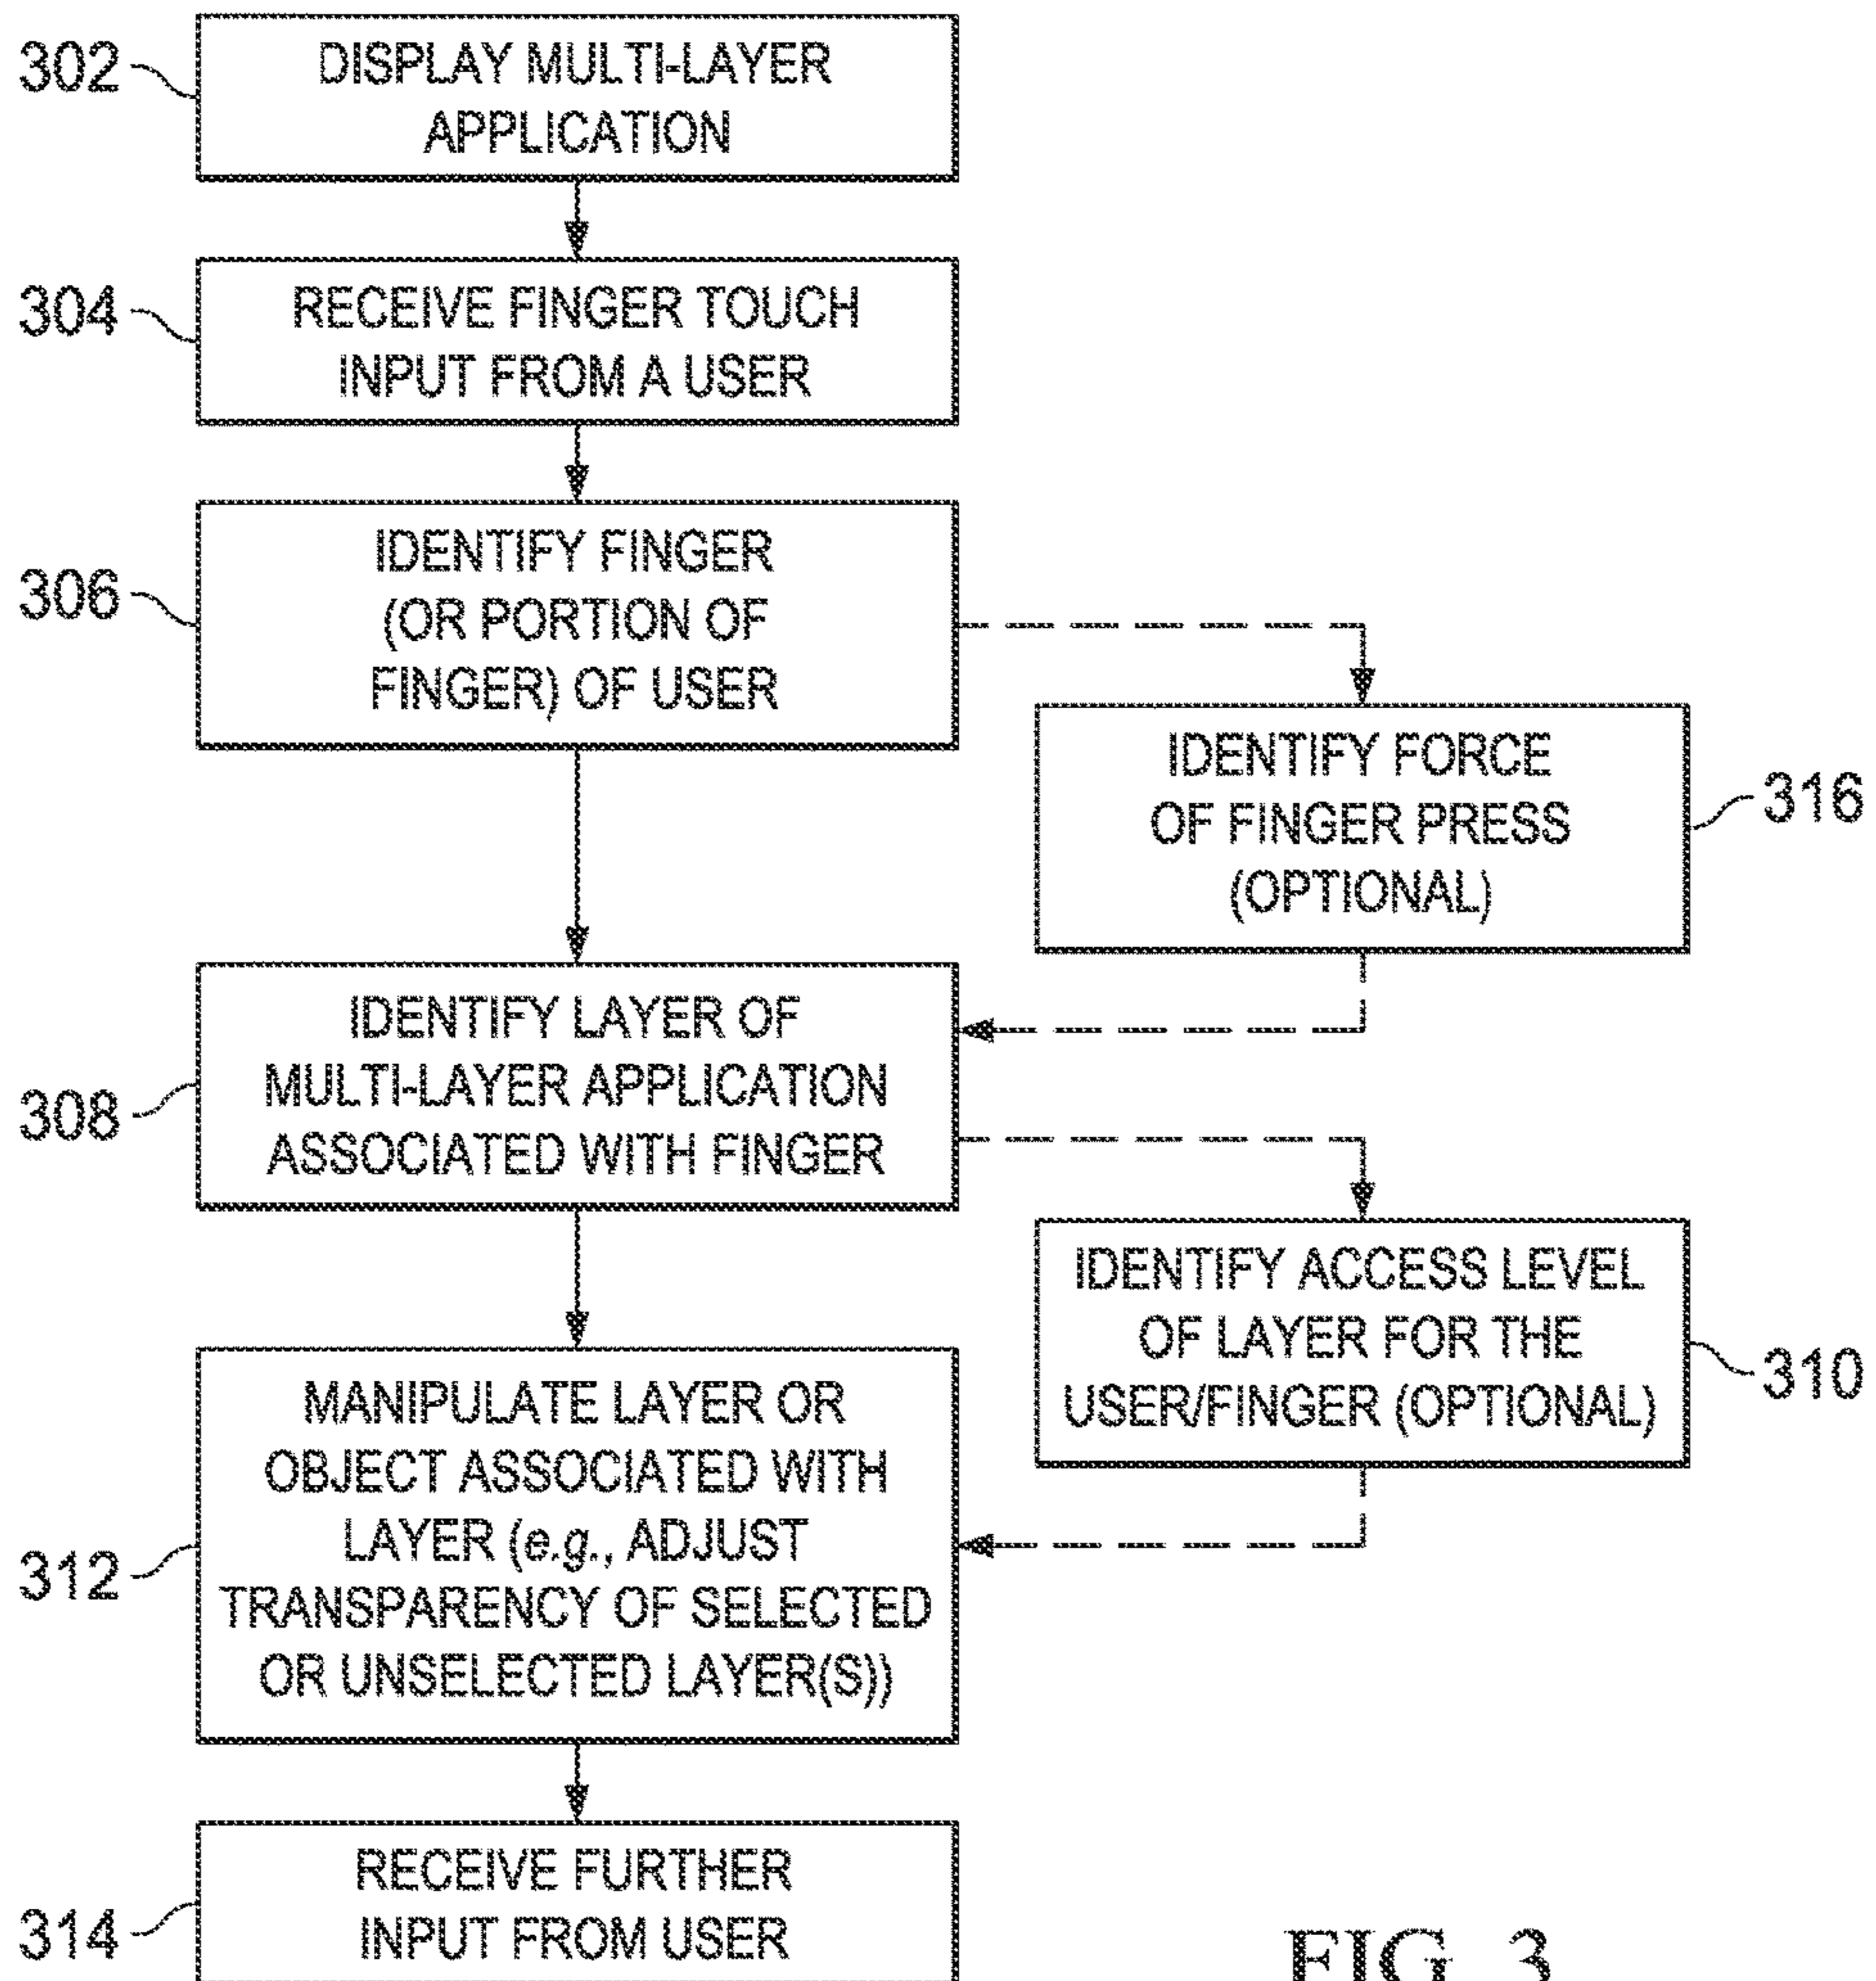 302
DISPLAY MULTI-LAYER
APPLICATION
304
RECEIVE FINGER TOUCH
INPUT FROM A USER
306
IDENTIFY FINGER
(OR PORTION OF
FINGER) OF USER
316
IDENTIFY FORCE
OF FINGER PRESS
(OPTIONAL)
308
IDENTIFY LAYER OF
MULTI-LAYER APPLICATION
ASSOCIATED WITH FINGER
310
IDENTIFY ACCESS LEVEL
OF LAYER FOR THE
USER/FINGER (OPTIONAL)
312
MANIPULATE LAYER OR
OBJECT ASSOCIATED WITH
LAYER (e.g., ADJUST
TRANSPARENCY OF SELECTED
OR UNSELECTED LAYER(S))
314
RECEIVE FURTHER
INPUT FROM USER
FIG. 3